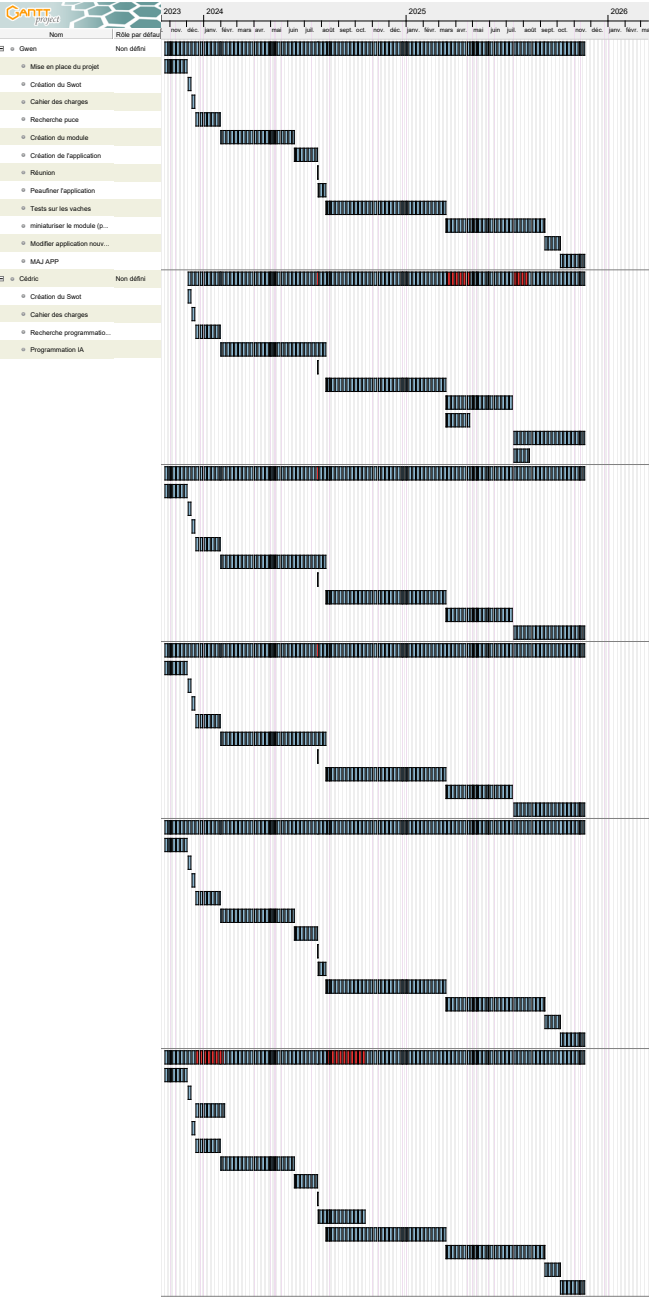 GANTT
project
2023 2024 2025 2026
Nom Rôle par défau
nov. déc. janv. févr. mars avr. mai juin juil. août sept. oct. nov. déc. janv. févr. mars avr. mai juin juil. août sept. oct. nov. déc. janv. févr. ma
Gwen Non défini
Mise en place du projet
Création du Swot
Cahier des charges
Recherche puce
Création du module
Création de l'application
Réunion
Peaufiner l'application
Tests sur les vaches
miniaturiser le module (p...
Modifier application nouv...
MAJ APP
Cédric Non défini
Création du Swot
Cahier des charges
Recherche programmatio...
Programmation IA